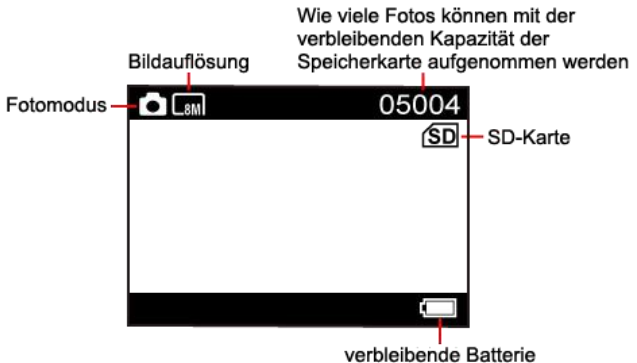 Wie viele Fotos können mit der
verbleibenden Kapazität der
Speicherkarte aufgenommen werden
Bildauflösung
Fotomodus
8M
05004
SD
SD-Karte
verbleibende Batterie